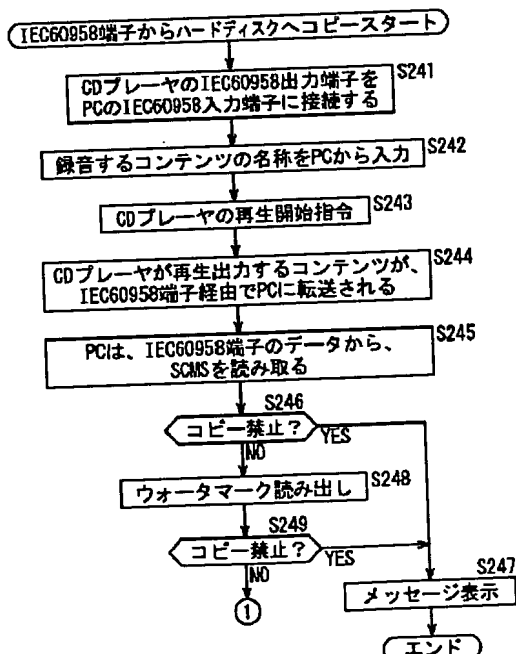 IEC60958端子からハードディスクへコピースタート
CDプレーヤのIEC60958出力端子を
PCのIEC60958入力端子に接続する
S241
録音するコンテンツの名称をPCから入力
S242
CDプレーヤの再生開始指令
S243
CDプレーヤが再生出力するコンテンツが、
IEC60958端子経由でPCに転送される
S244
PCは、IEC60958端子のデータから、
SCMSを読み取る
S245
S246
コピー禁止?
YES
NO
ウォータマーク読み出し
S248
S249
コピー禁止?
YES
NO
①
S247
メッセージ表示
エンド